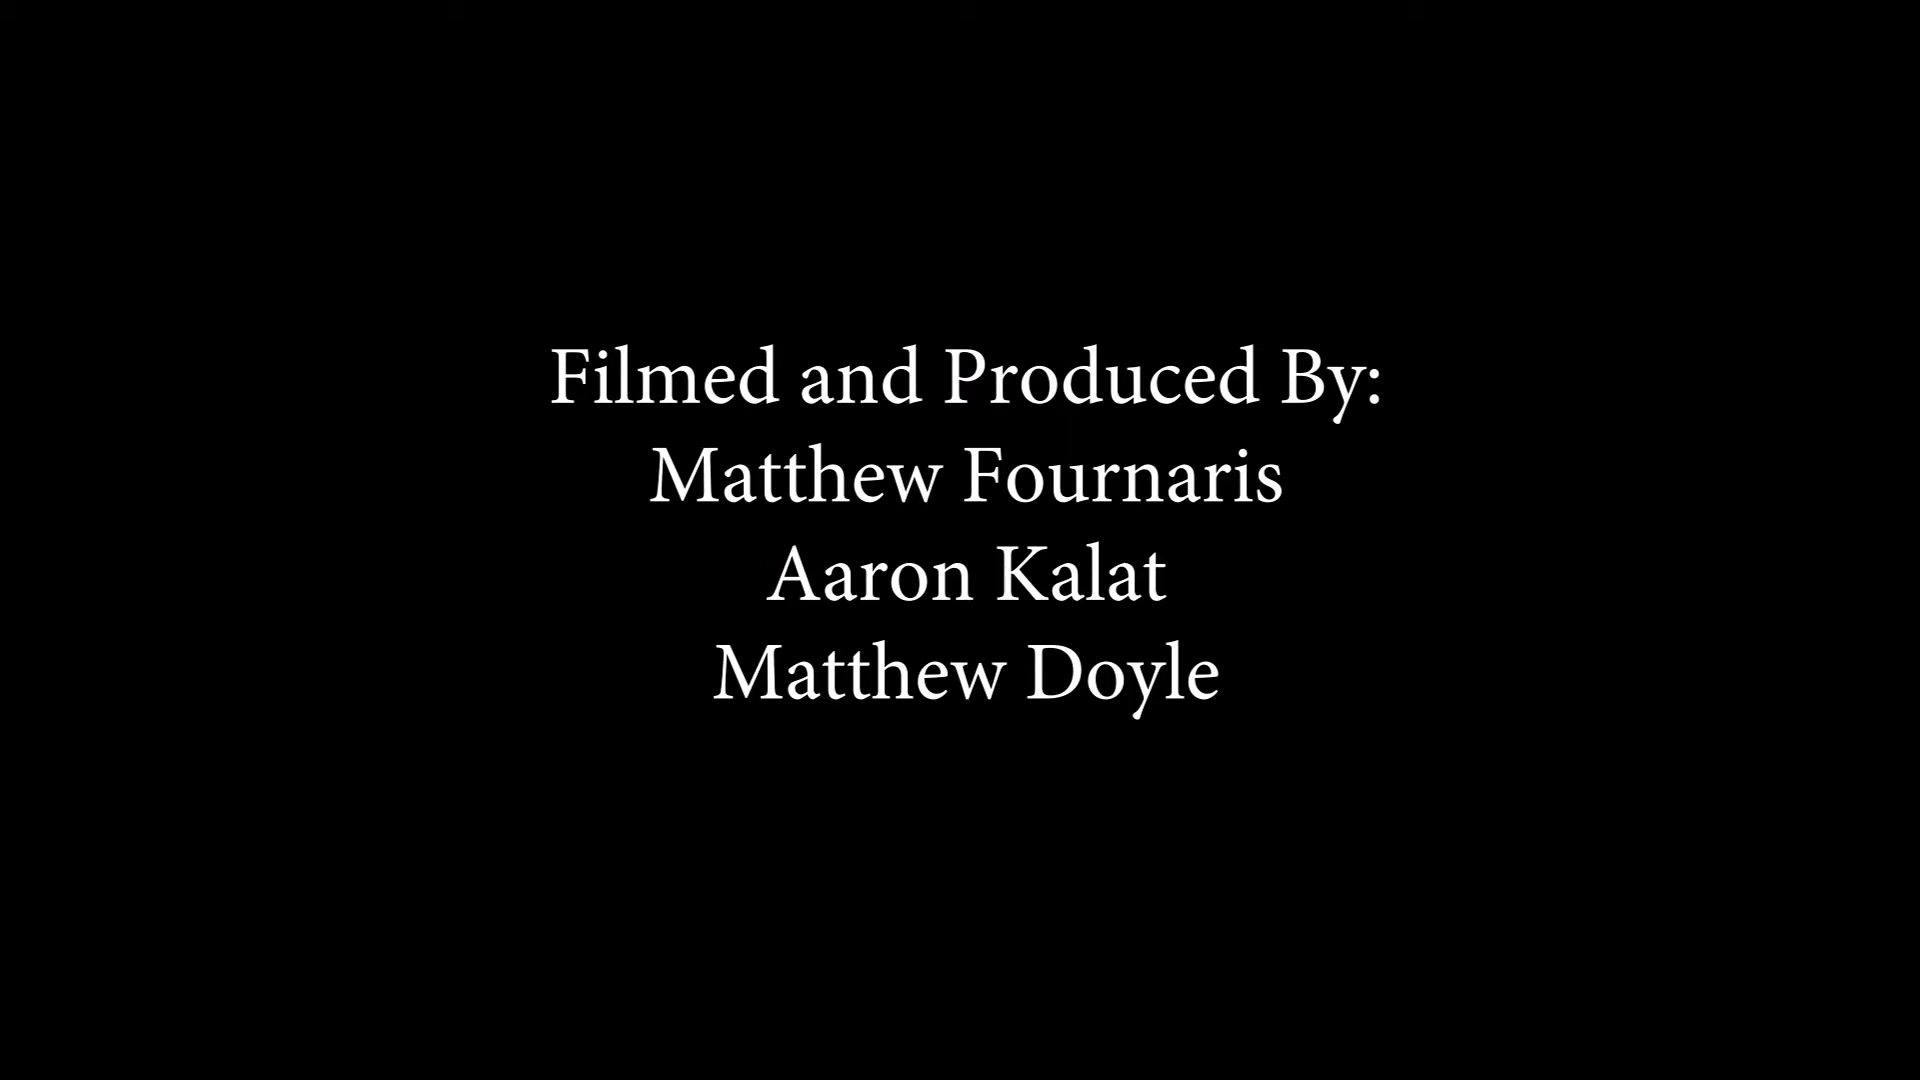 Filmed and Produced By:
Matthew Fournaris
Aaron Kalat
Matthew Doyle